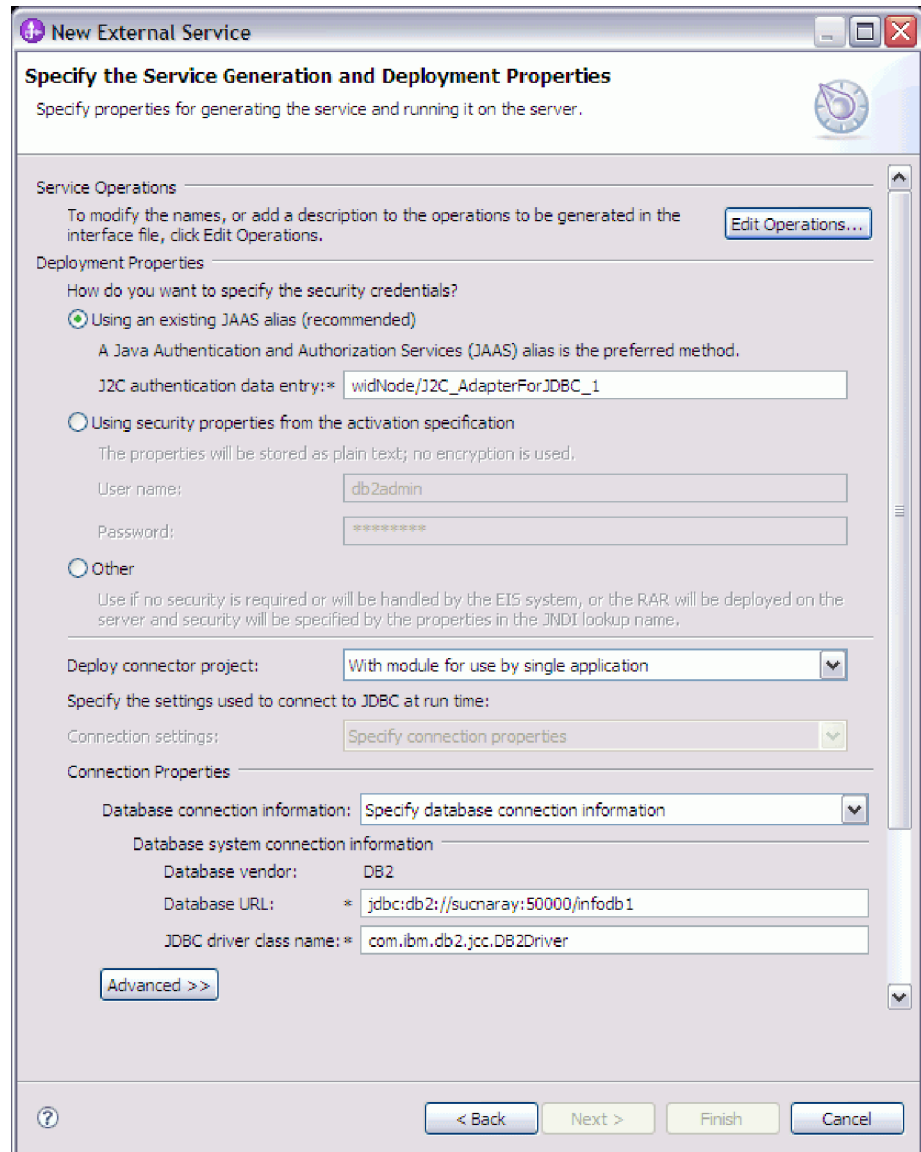 New External Service
Specify the Service Generation and Deployment Properties
Specify properties for generating the service and running it on the server.
Service Operations
To modify the names, or add a description to the operations to be generated in the
interface file, click Edit Operations.
Edit Operations...
Deployment Properties
How do you want to specify the security credentials?
Using an existing JAAS alias (recommended)
A Java Authentication and Authorization Services (JAAS) alias is the preferred method.
J2C authentication data entry:* widNode/J2C_AdapterForJDBC_1
Using security properties from the activation specification
The properties will be stored as plain text; no encryption is used.
User name: db2admin
Password: ********
Other
Use if no security is required or will be handled by the EIS system, or the RAR will be deployed on the
server and security will be specified by the properties in the JNDI lookup name.
Deploy connector project: With module for use by single application
Specify the settings used to connect to JDBC at run time:
Connection settings: Specify connection properties
Connection Properties
Database connection information: Specify database connection information
Database system connection information
Database vendor: DB2
Database URL: * jdbc:db2://sucnaray:50000/infodb1
JDBC driver class name:* com.ibm.db2.jcc.DB2Driver
Advanced >>
? < Back Next > Finish Cancel